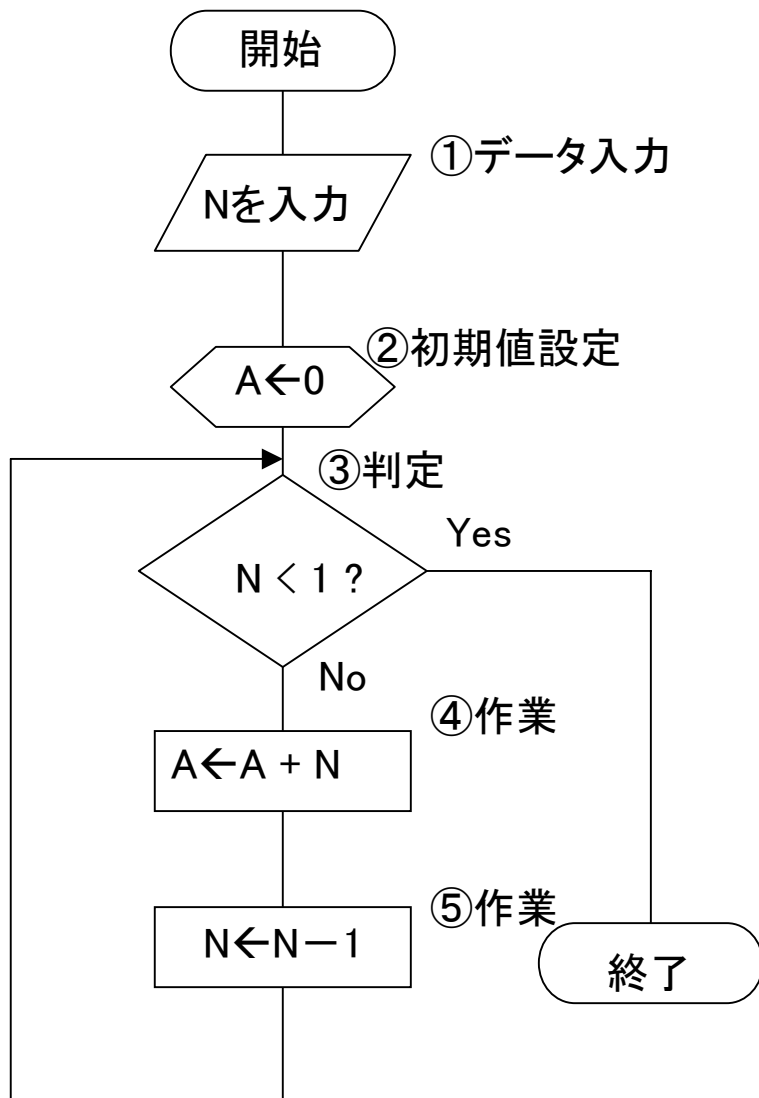 開始
①データ入力
Nを入力
②初期値設定
A←0
③判定
Yes
N < 1 ?
No
④作業
A←A + N
⑤作業
N←N－1
終了